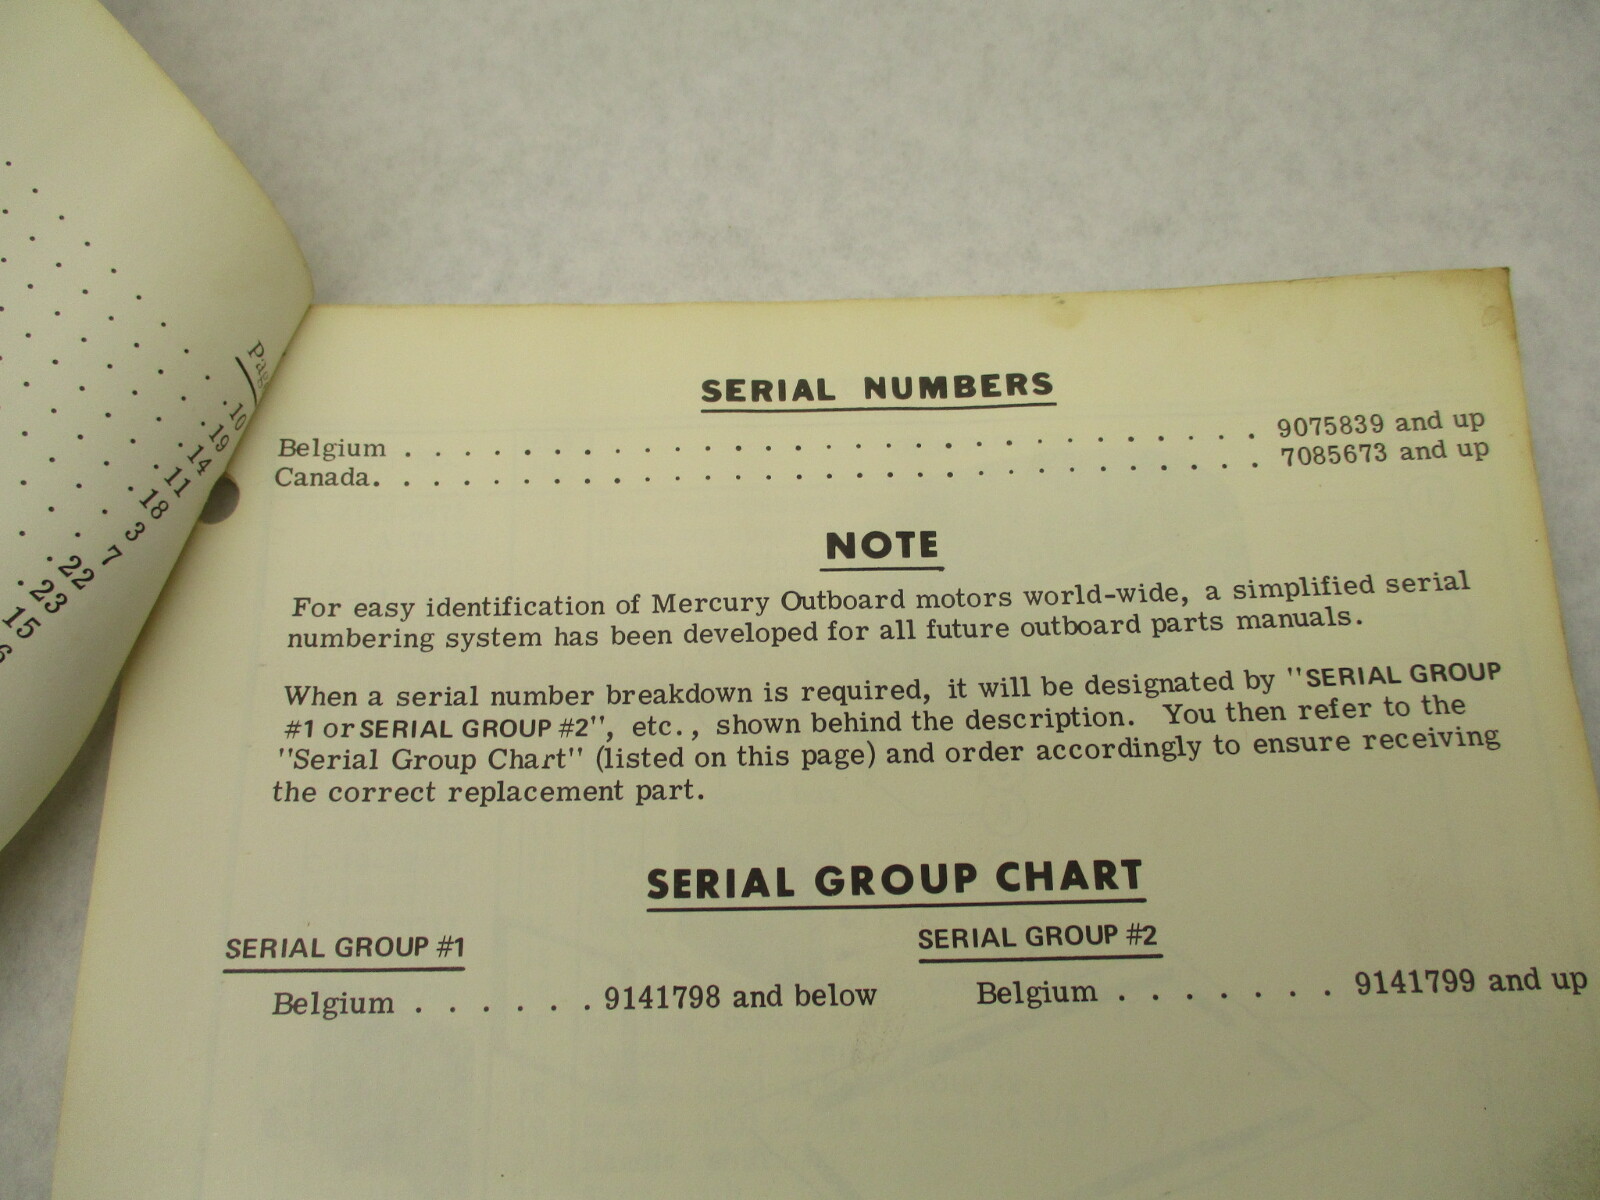 Pag
10
19
14
11
18
3
7
22
23
15
SERIAL NUMBERS
Belgium . . . . . . . . . . . . . . . . . . . . . . . . . . . . . 9075839 and up
Canada. . . . . . . . . . . . . . . . . . . . . . . . . . . . . . 7085673 and up
NOTE
For easy identification of Mercury Outboard motors world-wide, a simplified serial
numbering system has been developed for all future outboard parts manuals.
When a serial number breakdown is required, it will be designated by "SERIAL GROUP
#1 or SERIAL GROUP #2", etc., shown behind the description. You then refer to the
"Serial Group Chart" (listed on this page) and order accordingly to ensure receiving
the correct replacement part.
SERIAL GROUP CHART
SERIAL GROUP #1
Belgium . . . . . . 9141798 and below
SERIAL GROUP #2
Belgium . . . . . . . 9141799 and up